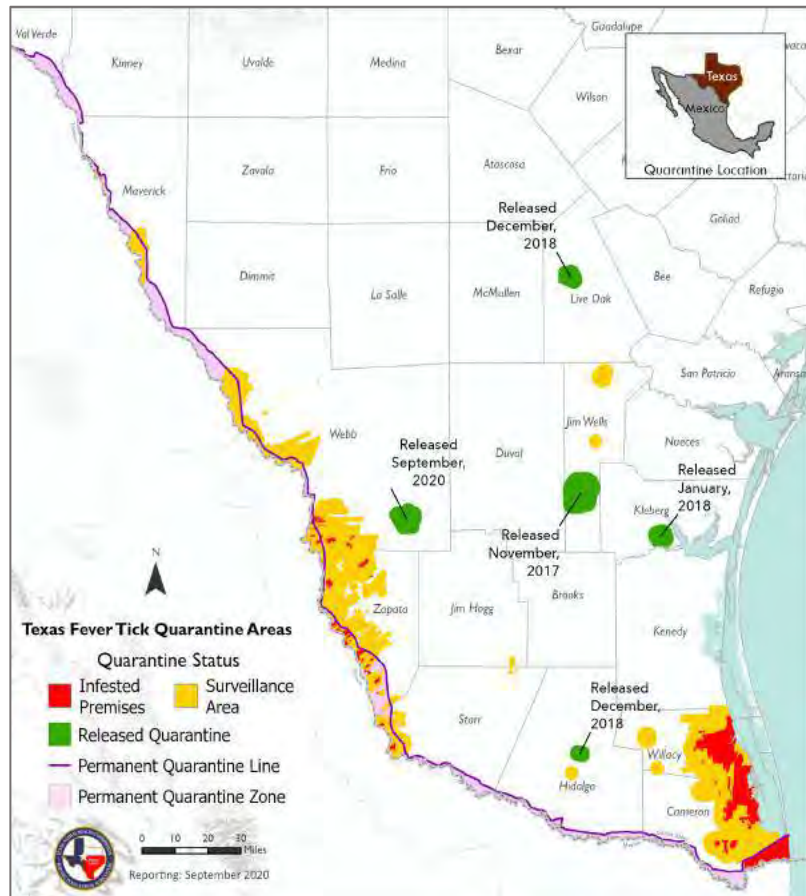 Val Verde
Kinney
Uvalde
Medina
Bexar
Guadalupe
Wilson
Texas
Mexico
Quarantine Location
Maverick
Zavala
Frio
Atascosa
Goliad
Released
December,
2018
Dimmit
La Salle
McMullen
Live Oak
Bee
Refugio
San Patricio
Aransas
Webb
Duval
Jim Wells
Nueces
Released
September,
2020
Released
January,
2018
Kleberg
Released
November,
2017
N
Zapata
Jim Hogg
Brooks
Kenedy
Texas Fever Tick Quarantine Areas
Quarantine Status
Infested
Premises
Surveillance
Area
Released Quarantine
Permanent Quarantine Line
Permanent Quarantine Zone
Starr
Released
December,
2018
Hidalgo
Willacy
Cameron
0 10 20 30
Miles
Reporting: September 2020